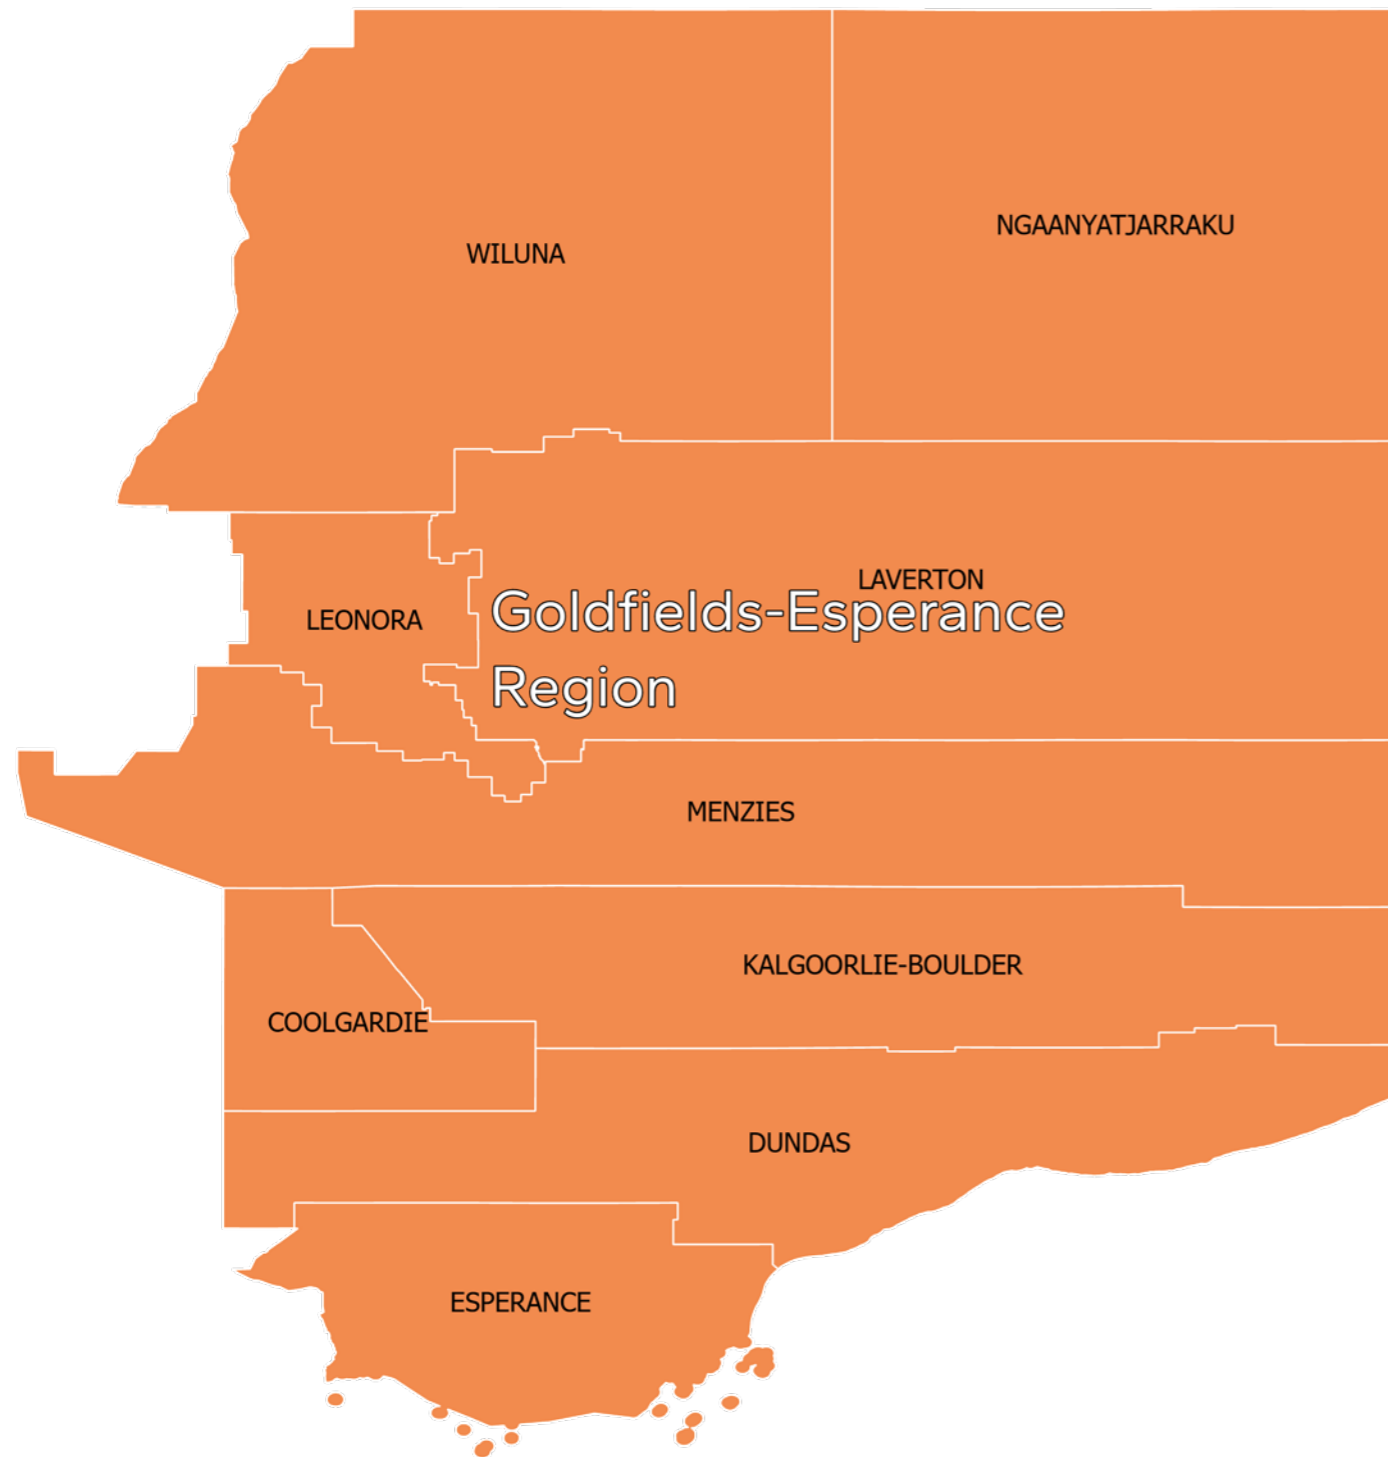 NGAANYATJARRAKU
WILUNA
LAVERTON
LEONORA
Goldfields-Esperance
Region
MENZIES
KALGOORLIE-BOULDER
COOLGARDIE
DUNDAS
ESPERANCE